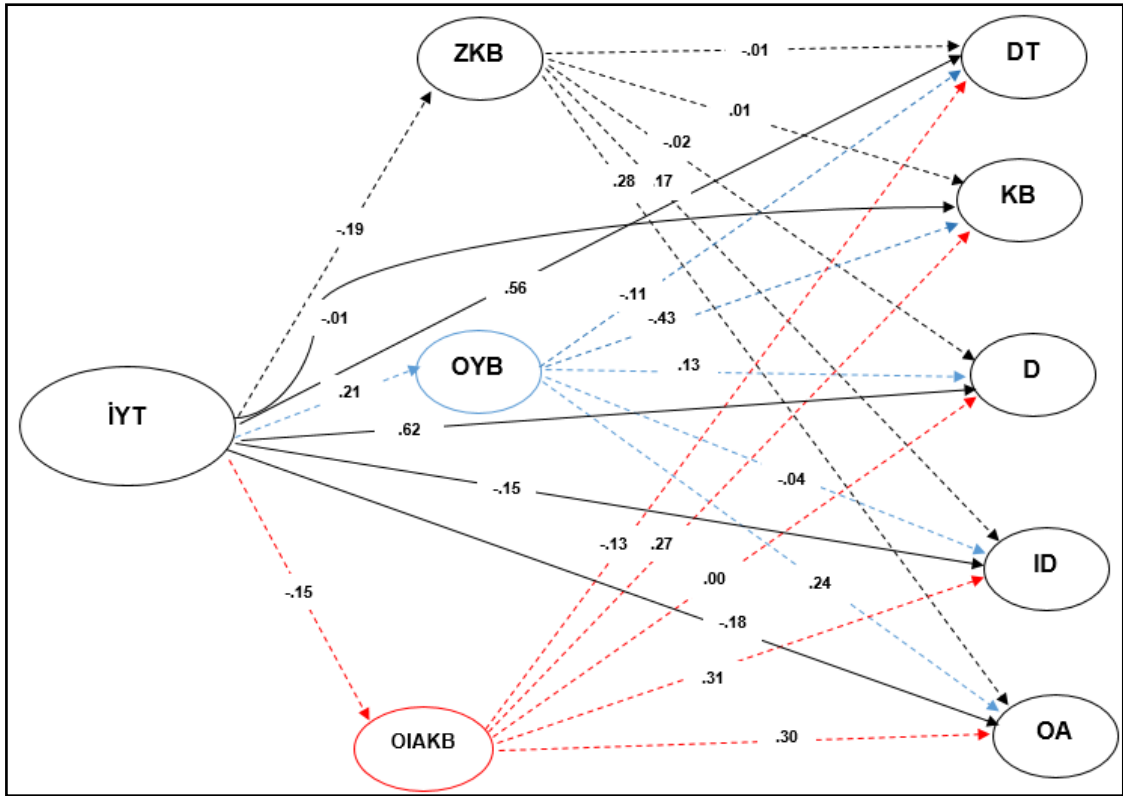 ZKB
-.01
DT
.01
-.02
.28
.17
KB
-.19
.56
-.11
-.01
-.43
OYB
.13
D
.21
İYT
.62
-.15
-.04
-.13
.27
ID
.00
.24
-.15
-.18
.31
OIAKB
.30
OA